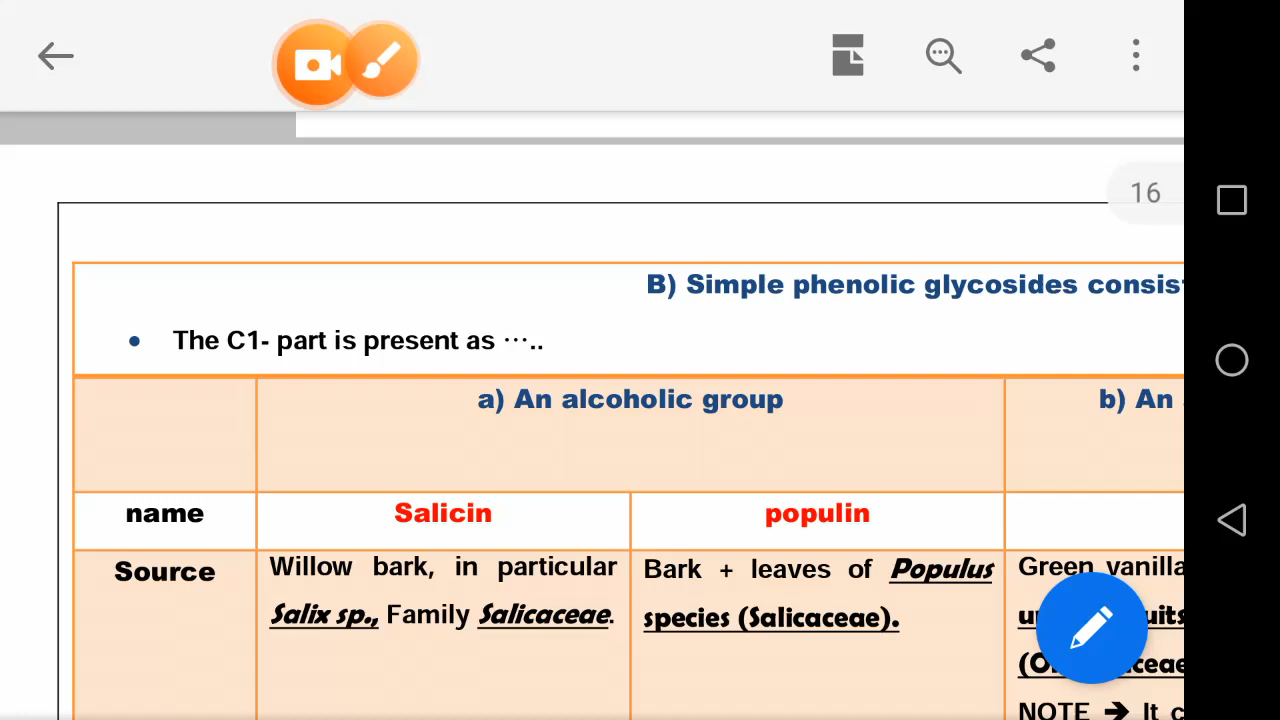 16
B) Simple phenolic glycosides consist
• The C1- part is present as …..
a) An alcoholic group
b) An
name
Salicin
populin
Source
Willow bark, in particular
Salix sp., Family Salicaceae.
Bark + leaves of Populus
species (Salicaceae).
Green vanilla
NOTE ➔ It c